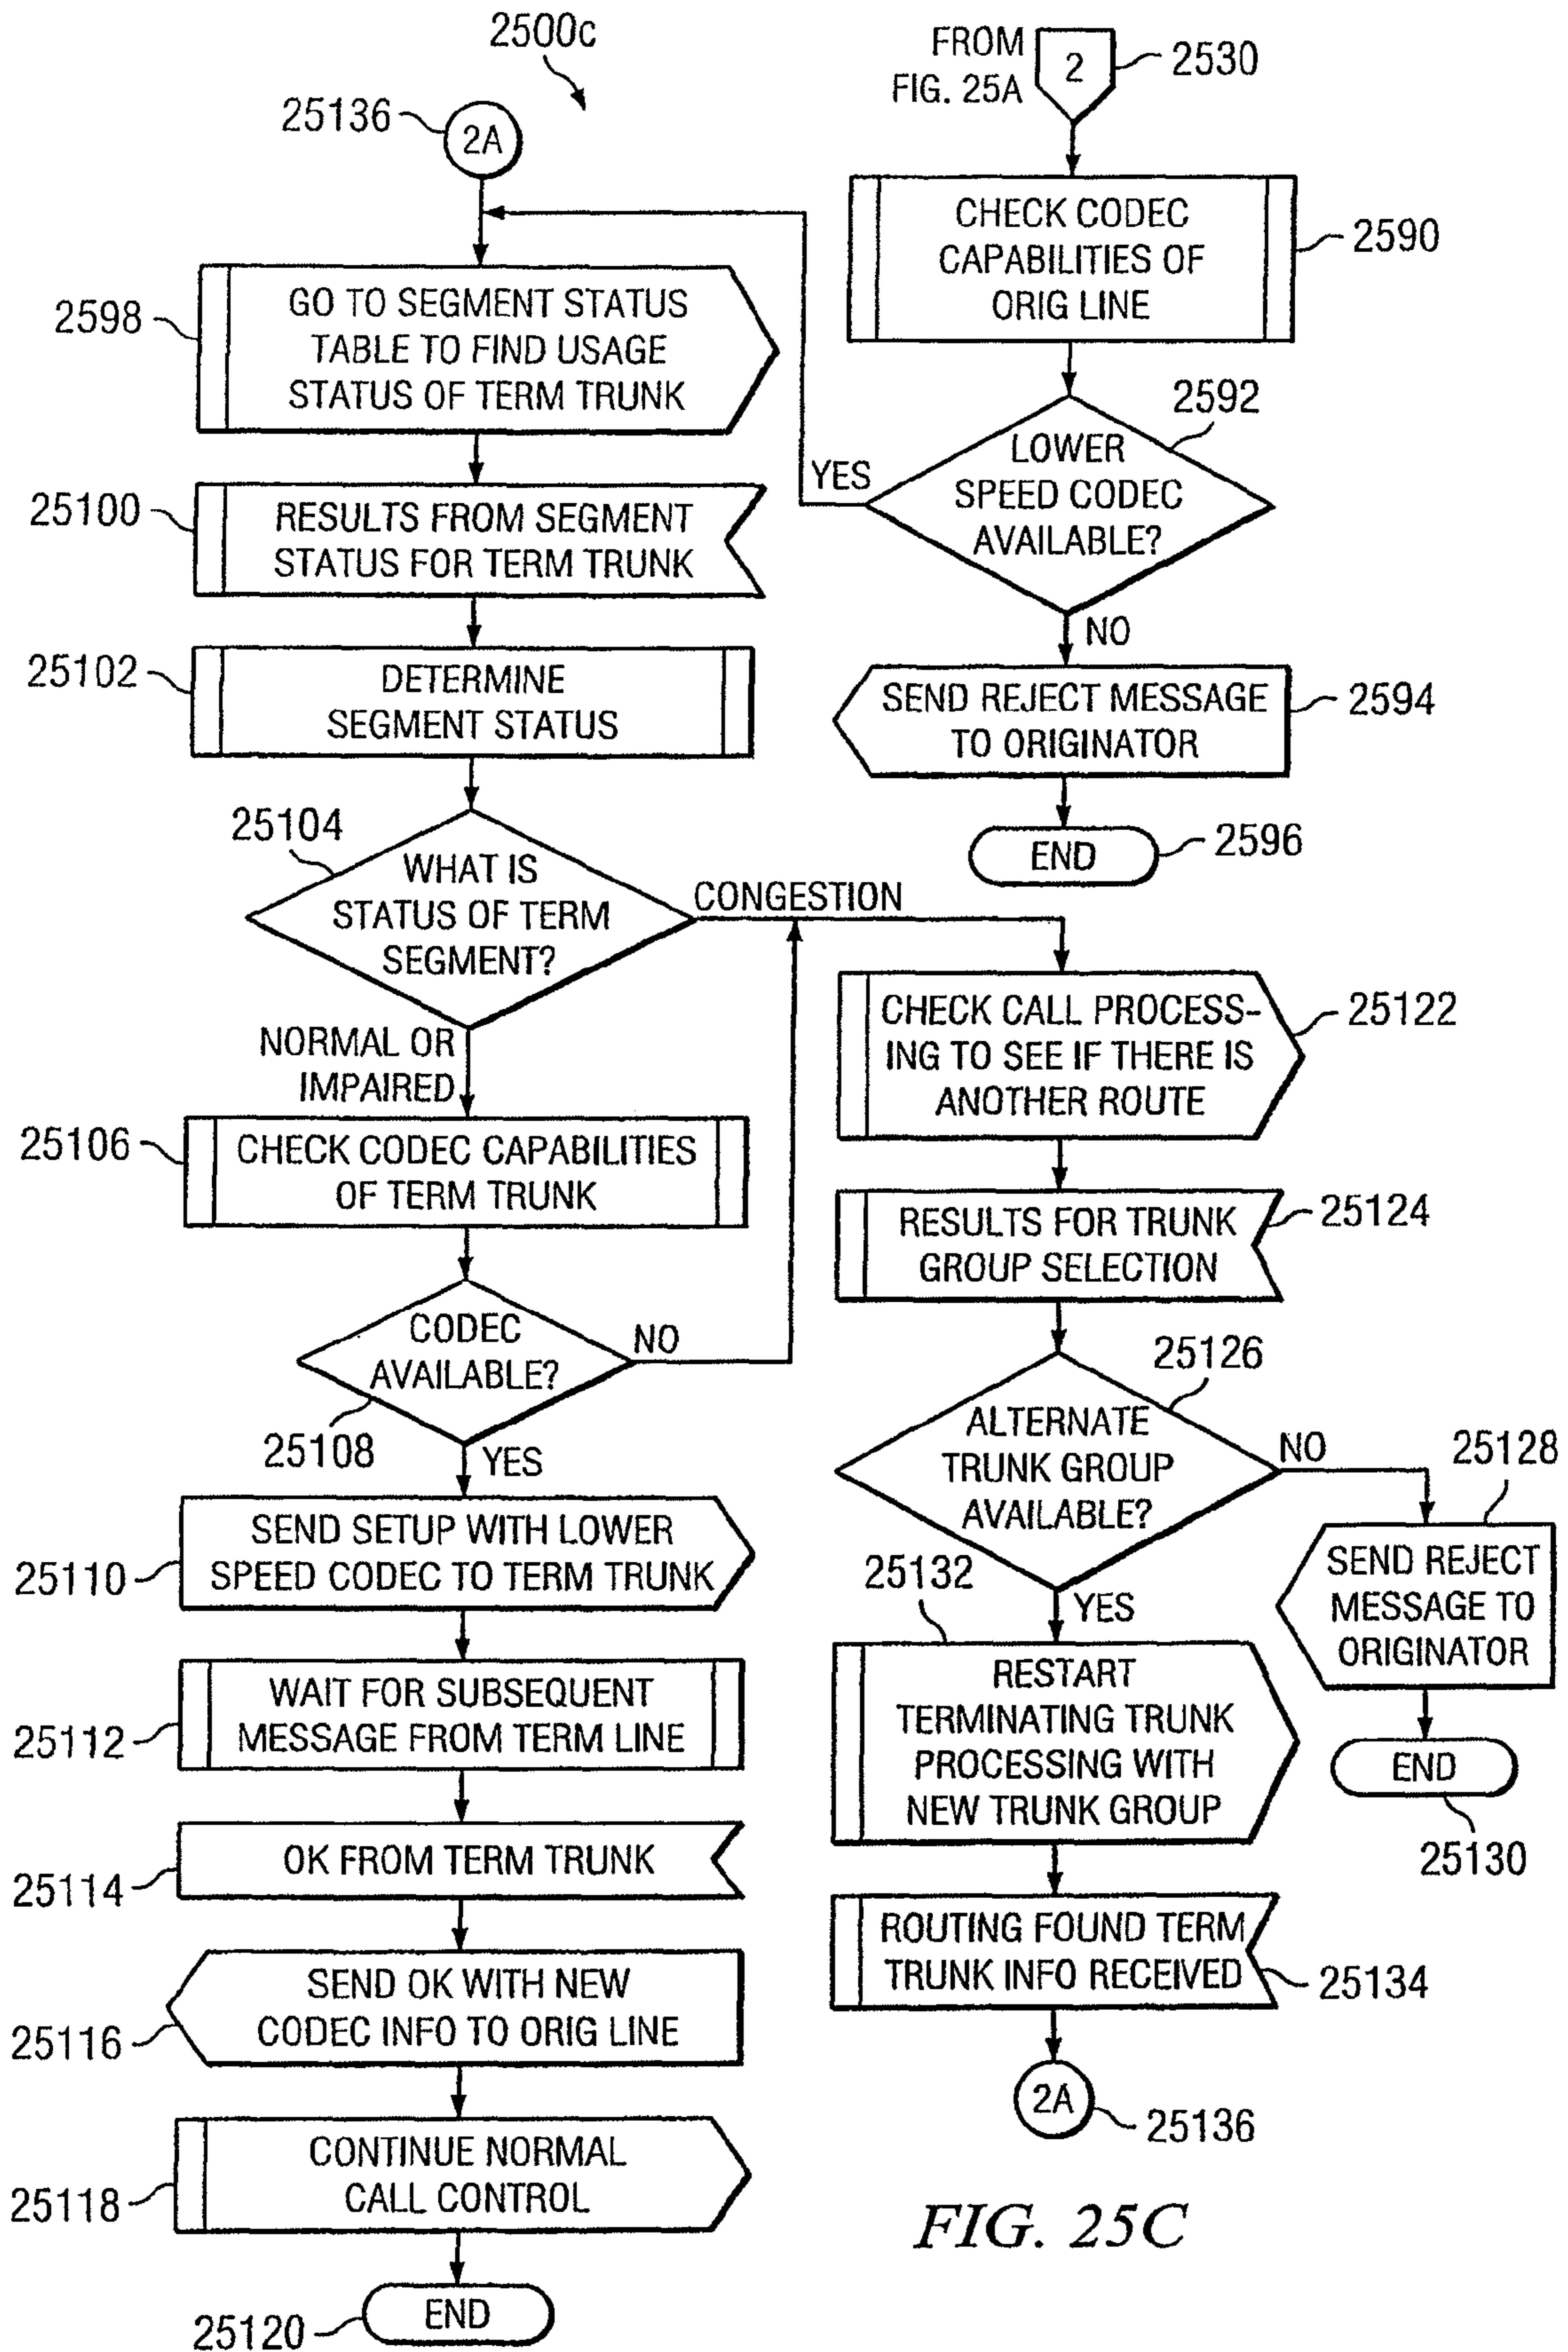 2500c
25136
2A
2598
GO TO SEGMENT STATUS
TABLE TO FIND USAGE
STATUS OF TERM TRUNK
25100
RESULTS FROM SEGMENT
STATUS FOR TERM TRUNK
25102
DETERMINE
SEGMENT STATUS
25104
WHAT IS
STATUS OF TERM
SEGMENT?
CONGESTION
NORMAL OR
IMPAIRED
25106
CHECK CODEC CAPABILITIES
OF TERM TRUNK
CODEC
AVAILABLE?
NO
25108
YES
25110
SEND SETUP WITH LOWER
SPEED CODEC TO TERM TRUNK
25112
WAIT FOR SUBSEQUENT
MESSAGE FROM TERM LINE
25114
OK FROM TERM TRUNK
25116
SEND OK WITH NEW
CODEC INFO TO ORIG LINE
25118
CONTINUE NORMAL
CALL CONTROL
25120
END
FROM
FIG. 25A
2
2530
CHECK CODEC
CAPABILITIES OF
ORIG LINE
2590
2592
LOWER
SPEED CODEC
AVAILABLE?
YES
NO
SEND REJECT MESSAGE
TO ORIGINATOR
2594
END
2596
CHECK CALL PROCESS-
ING TO SEE IF THERE IS
ANOTHER ROUTE
25122
RESULTS FOR TRUNK
GROUP SELECTION
25124
25126
ALTERNATE
TRUNK GROUP
AVAILABLE?
NO
25128
SEND REJECT
MESSAGE TO
ORIGINATOR
END
25130
YES
25132
RESTART
TERMINATING TRUNK
PROCESSING WITH
NEW TRUNK GROUP
ROUTING FOUND TERM
TRUNK INFO RECEIVED
25134
2A
25136
FIG. 25C